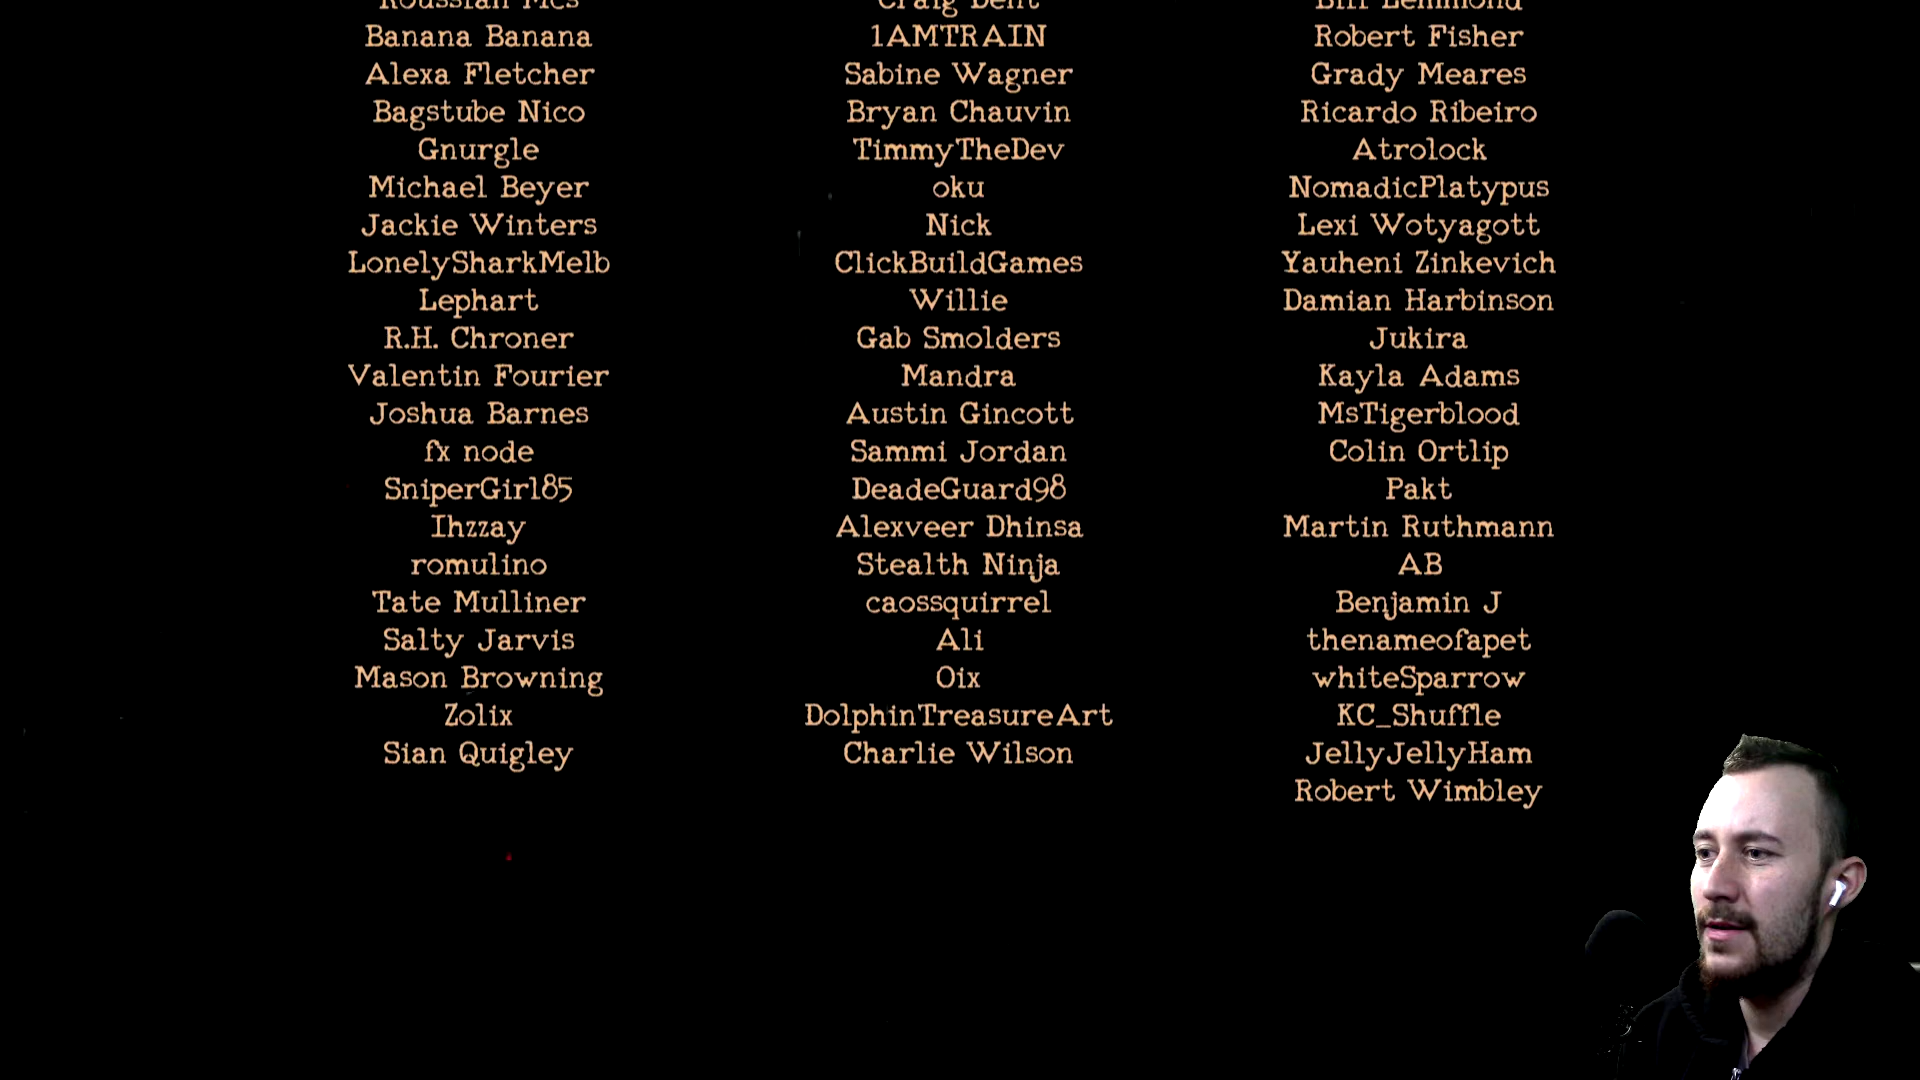 Banana Banana
Alexa Fletcher
Bagstube Nico
Gnurgle
Michael Beyer
Jackie Winters
LonelySharkMelb
Lephart
R.H. Chroner
Valentin Fourier
Joshua Barnes
fx node
SniperGirl85
Ihzzay
romulino
Tate Mulliner
Salty Jarvis
Mason Browning
Zolix
Sian Quigley
Craig Dent
1AMTRAIN
Sabine Wagner
Bryan Chauvin
TimmyTheDev
oku
Nick
ClickBuildGames
Willie
Gab Smolders
Mandra
Austin Gincott
Sammi Jordan
DeadeGuard98
Alexveer Dhinsa
Stealth Ninja
caossquirrel
Ali
Oix
DolphinTreasureArt
Charlie Wilson
Robert Fisher
Grady Meares
Ricardo Ribeiro
Atrolock
NomadicPlatypus
Lexi Wotyagott
Yauheni Zinkevich
Damian Harbinson
Jukira
Kayla Adams
MsTigerblood
Colin Ortlip
Pakt
Martin Ruthmann
AB
Benjamin J
thenameofapet
whiteSparrow
KC_Shuffle
JellyJellyHam
Robert Wimbley